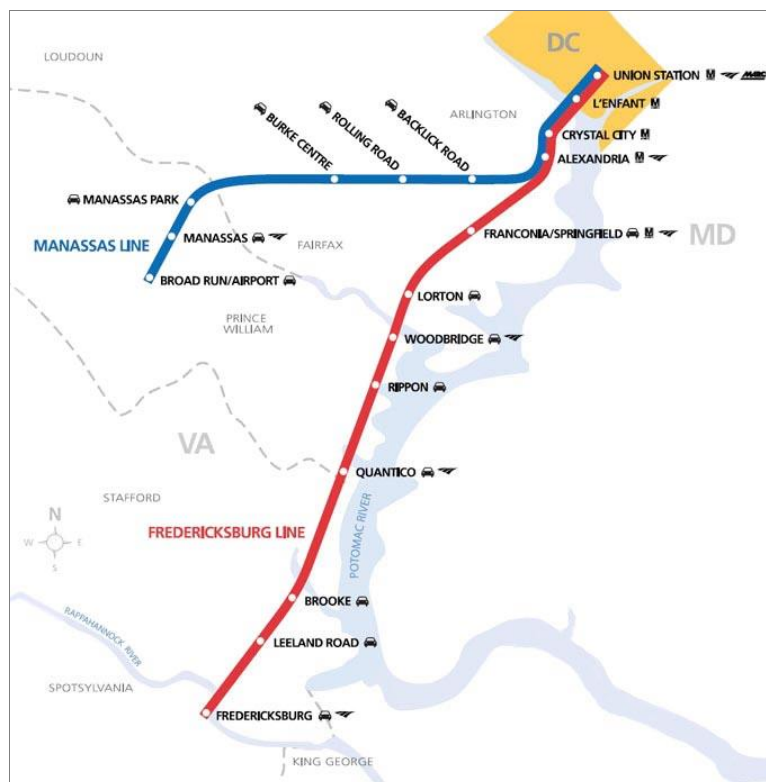 DC
LOUDOUN
UNION STATION M MARC
L'ENFANT M
ARLINGTON
BURKE CENTRE
ROLLING ROAD
BACKLICK ROAD
CRYSTAL CITY M
ALEXANDRIA M
MANASSAS PARK
MANASSAS LINE
MANASSAS
FAIRFAX
FRANCONIA/SPRINGFIELD M
MD
BROAD RUN/AIRPORT
LORTON
PRINCE
WILLIAM
WOODBRIDGE
RIPPON
VA
QUANTICO
STAFFORD
N
W E
S
FREDERICKSBURG LINE
POTOMAC RIVER
BROOKE
RAPPAHANNOCK
RIVER
LEELAND ROAD
SPOTSYLVANIA
FREDERICKSBURG
KING GEORGE